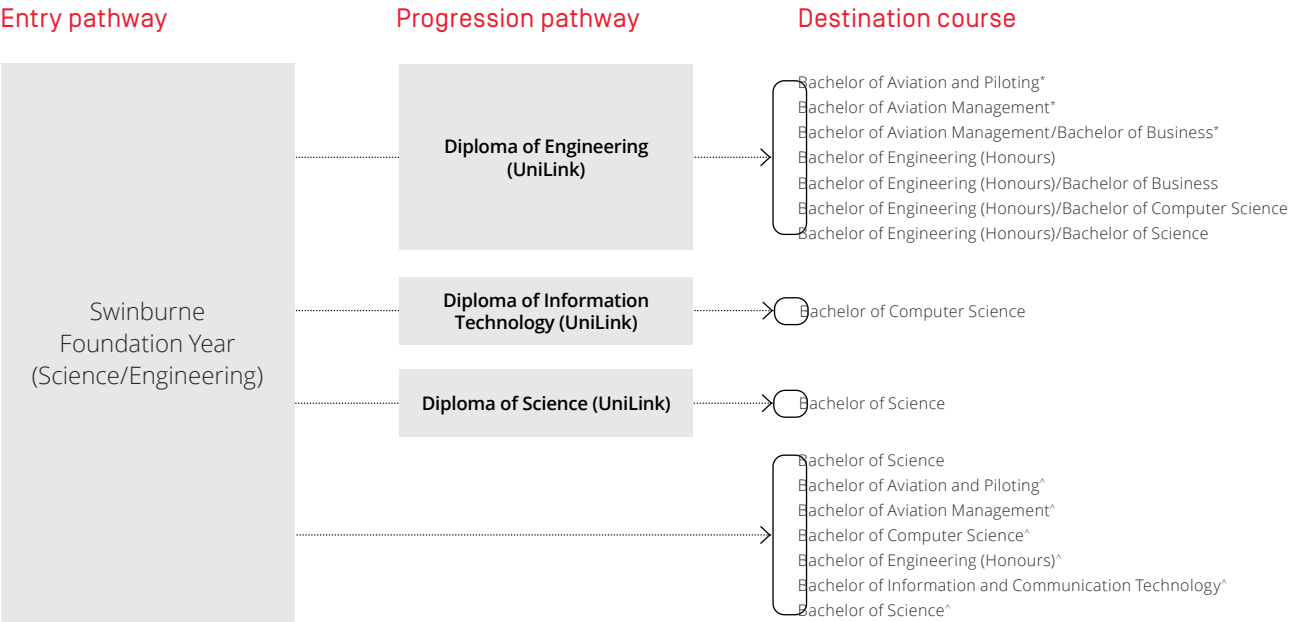 Entry pathway
Progression pathway
Destination course
Swinburne
Foundation Year
(Science/Engineering)
Diploma of Engineering
(UniLink)
Bachelor of Aviation and Piloting*
Bachelor of Aviation Management*
Bachelor of Aviation Management/Bachelor of Business*
Bachelor of Engineering (Honours)
Bachelor of Engineering (Honours)/Bachelor of Business
Bachelor of Engineering (Honours)/Bachelor of Computer Science
Bachelor of Engineering (Honours)/Bachelor of Science
Diploma of Information
Technology (UniLink)
Bachelor of Computer Science
Diploma of Science (UniLink)
Bachelor of Science
Bachelor of Science
Bachelor of Aviation and Piloting^
Bachelor of Aviation Management^
Bachelor of Computer Science^
Bachelor of Engineering (Honours)^
Bachelor of Information and Communication Technology^
Bachelor of Science^